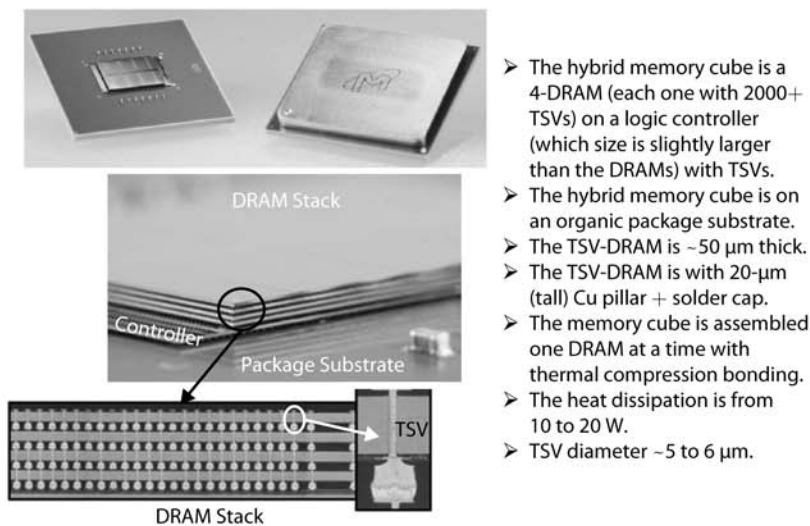 ➤ The hybrid memory cube is a
4-DRAM (each one with 2000+
TSVs) on a logic controller
(which size is slightly larger
than the DRAMs) with TSVs.
➤ The hybrid memory cube is on
an organic package substrate.
➤ The TSV-DRAM is ~50 μm thick.
➤ The TSV-DRAM is with 20-μm
(tall) Cu pillar + solder cap.
➤ The memory cube is assembled
one DRAM at a time with
thermal compression bonding.
➤ The heat dissipation is from
10 to 20 W.
➤ TSV diameter ~5 to 6 μm.
DRAM Stack
Controller
Package Substrate
TSV
DRAM Stack